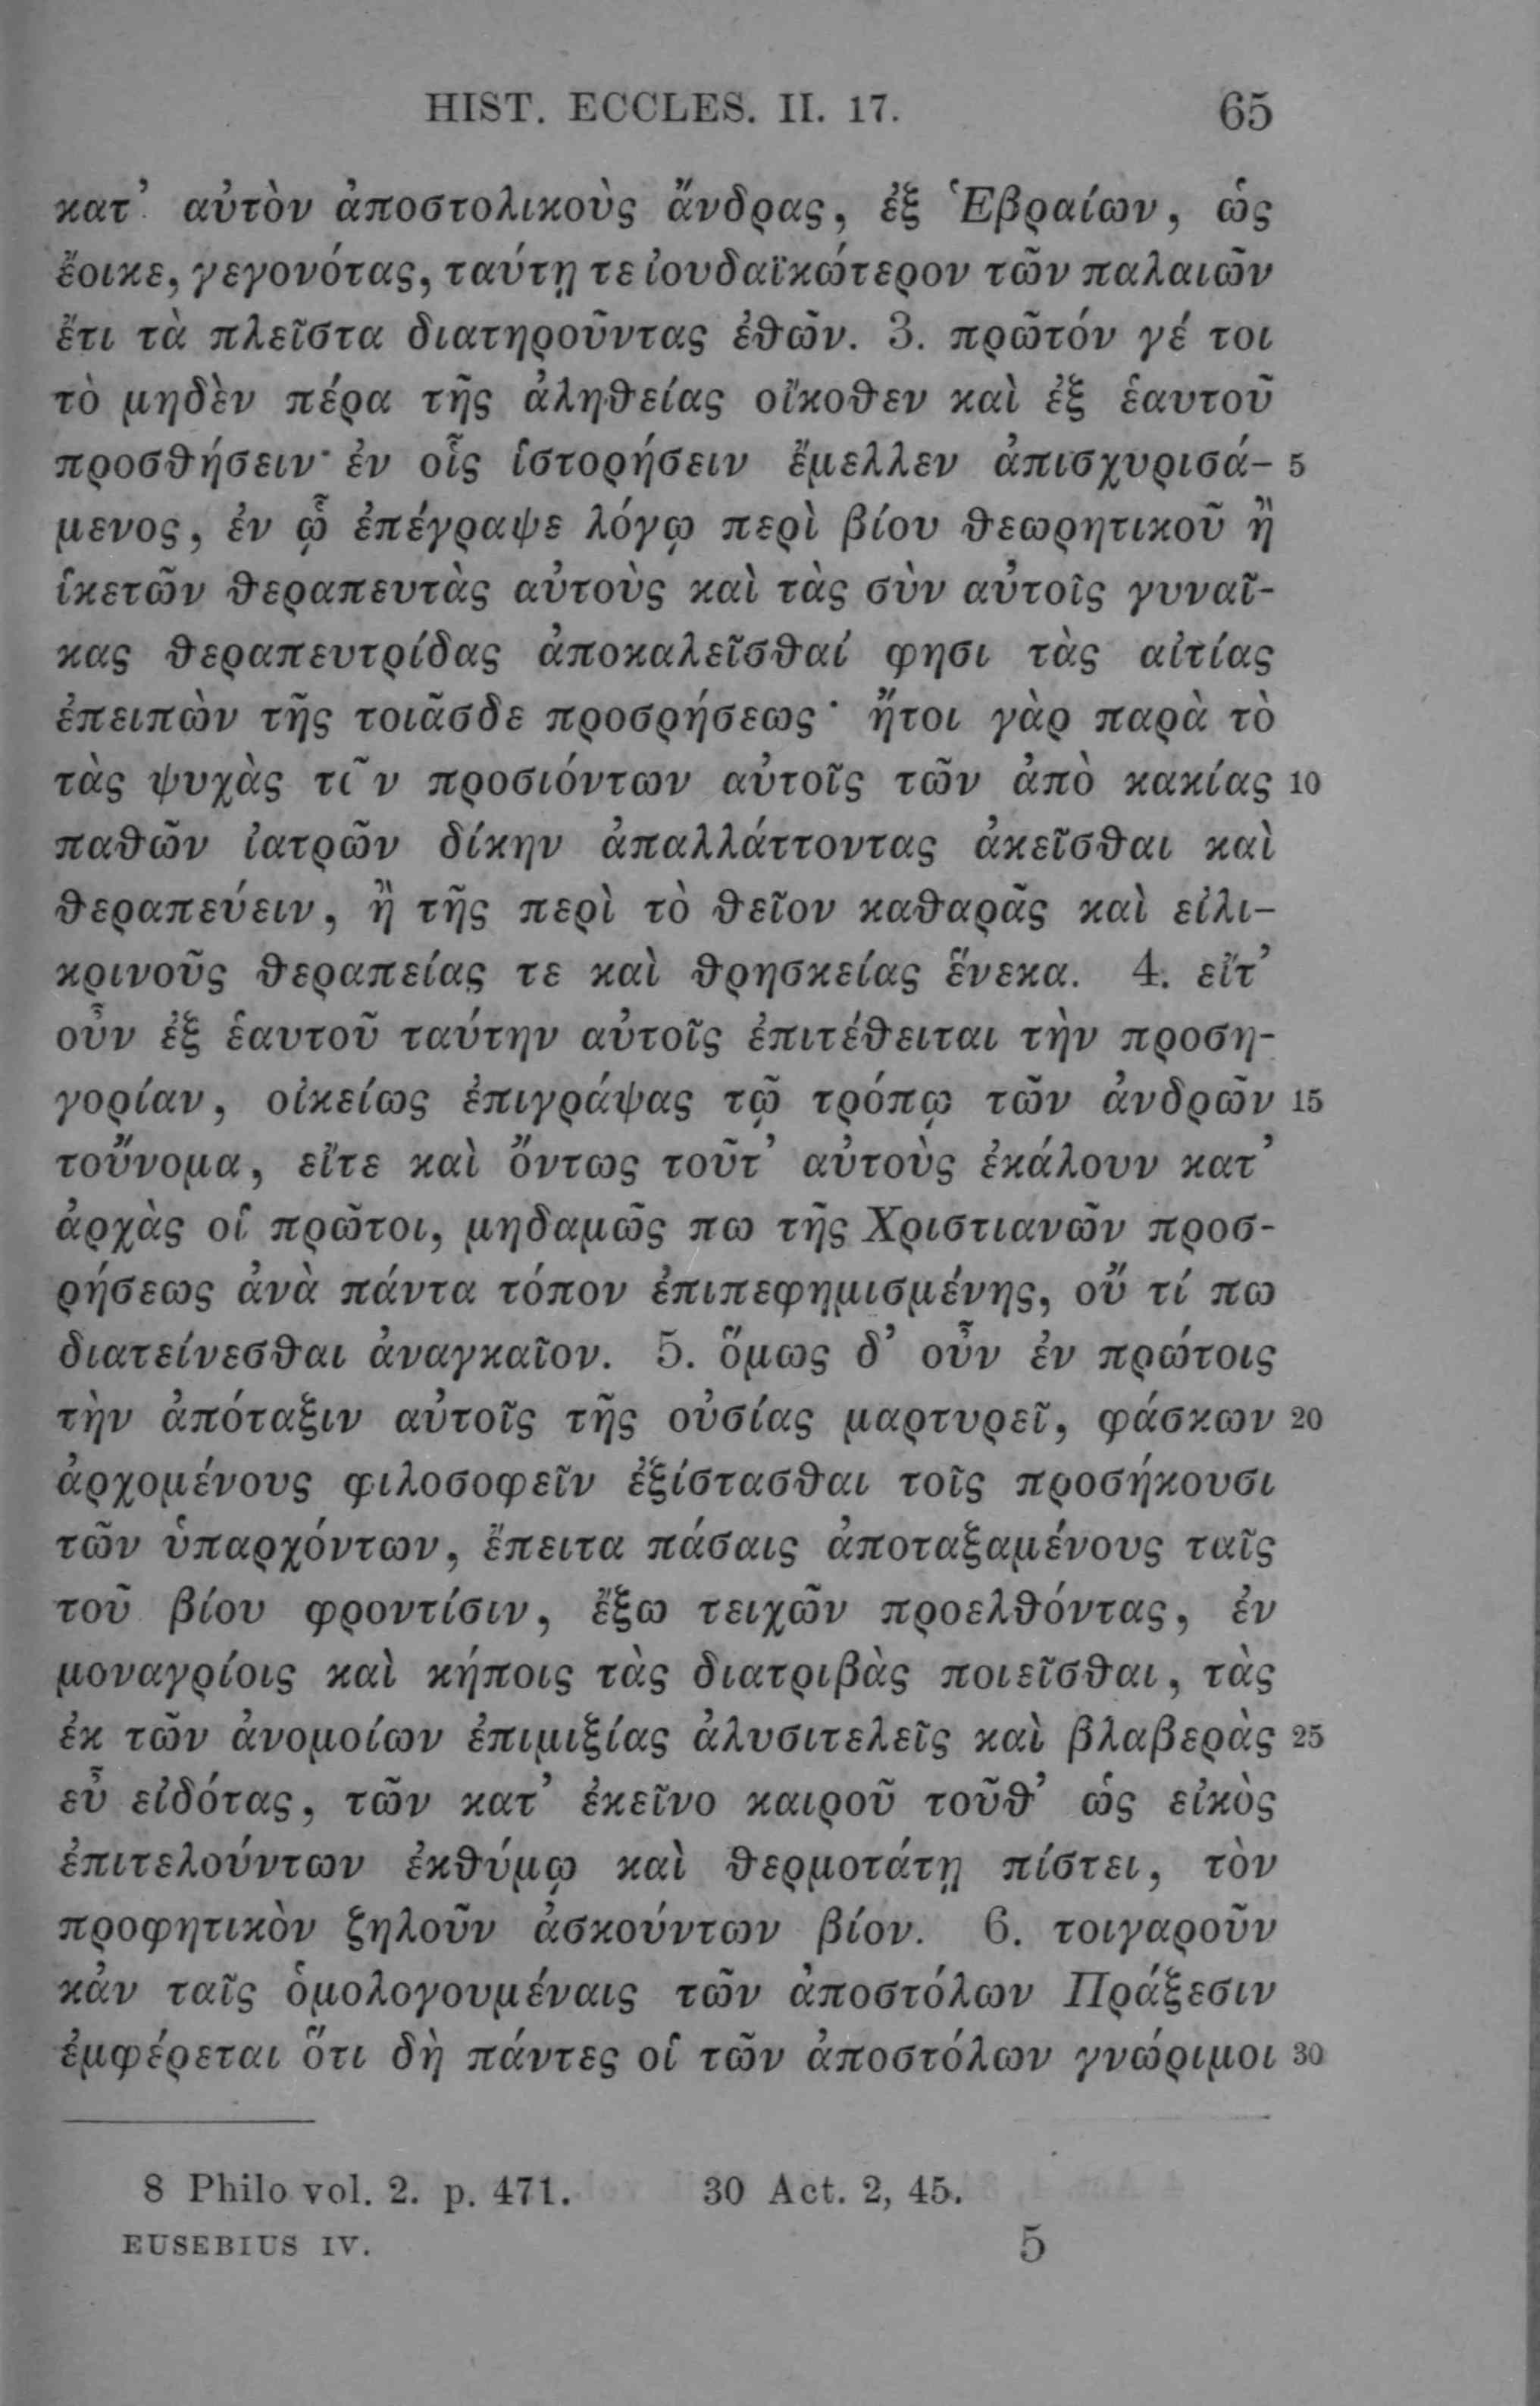 HIST. ECCLES. II. 17. 65
κατ’ αὐτὸν ἀποστολικοὺς ἄνδρας, ἐξ Ἑβραίων, ὡς
ἔοικε, γεγονότας, ταύτῃ τε ἰουδαϊκώτερον τῶν παλαιῶν
ἔτι τὰ πλεῖστα διατηροῦντας ἐθῶν. 3. πρῶτόν γέ τοι
τὸ μηδὲν πέρα τῆς ἀληθείας οἴκοθεν καὶ ἐξ ἑαυτοῦ
προσθήσειν· ἐν οἷς ἱστορήσειν ἔμελλεν ἀπισχυρισά- 5
μενος, ἐν ᾧ ἐπέγραψε λόγῳ περὶ βίου θεωρητικοῦ ἢ
ἱκετῶν θεραπευτὰς αὐτοὺς καὶ τὰς σὺν αὐτοῖς γυναῖ-
κας θεραπευτρίδας ἀποκαλεῖσθαί φησι τὰς αἰτίας
ἐπειπὼν τῆς τοιᾶσδε προσρήσεως· ἤτοι γὰρ παρὰ τὸ
τὰς ψυχὰς τῶν προσιόντων αὐτοῖς τῶν ἀπὸ κακίας 10
παθῶν ἰατρῶν δίκην ἀπαλλάττοντας ἀκεῖσθαι καὶ
θεραπεύειν, ἢ τῆς περὶ τὸ θεῖον καθαρᾶς καὶ εἰλι-
κρινοῦς θεραπείας τε καὶ θρησκείας ἕνεκα. 4. εἴτ’
οὖν ἐξ ἑαυτοῦ ταύτην αὐτοῖς ἐπιτέθειται τὴν προση-
γορίαν, οἰκείως ἐπιγράψας τῷ τρόπῳ τῶν ἀνδρῶν 15
τοὔνομα, εἴτε καὶ ὄντως τοῦτ’ αὐτοὺς ἐκάλουν κατ’
ἀρχὰς οἱ πρῶτοι, μηδαμῶς πω τῆς Χριστιανῶν προσ-
ρήσεως ἀνὰ πάντα τόπον ἐπιπεφημισμένης, οὔ τί πω
διατείνεσθαι ἀναγκαῖον. 5. ὅμως δ’ οὖν ἐν πρώτοις
τὴν ἀπόταξιν αὐτοῖς τῆς οὐσίας μαρτυρεῖ, φάσκων 20
ἀρχομένους φιλοσοφεῖν ἐξίστασθαι τοῖς προσήκουσι
τῶν ὑπαρχόντων, ἔπειτα πάσαις ἀποταξαμένους ταῖς
τοῦ βίου φροντίσιν, ἔξω τειχῶν προελθόντας, ἐν
μοναγρίοις καὶ κήποις τὰς διατριβὰς ποιεῖσθαι, τὰς
ἐκ τῶν ἀνομοίων ἐπιμιξίας ἀλυσιτελεῖς καὶ βλαβερὰς 25
εὖ εἰδότας, τῶν κατ’ ἐκεῖνο καιροῦ τοῦθ’ ὡς εἰκὸς
ἐπιτελούντων ἐκθύμῳ καὶ θερμοτάτῃ πίστει, τὸν
προφητικὸν ζηλοῦν ἀσκούντων βίον. 6. τοιγαροῦν
κἀν ταῖς ὁμολογουμέναις τῶν ἀποστόλων Πράξεσιν
ἐμφέρεται ὅτι δὴ πάντες οἱ τῶν ἀποστόλων γνώριμοι 30
8 Philo vol. 2. p. 471. 30 Act. 2, 45.
EUSEBIUS IV. 5